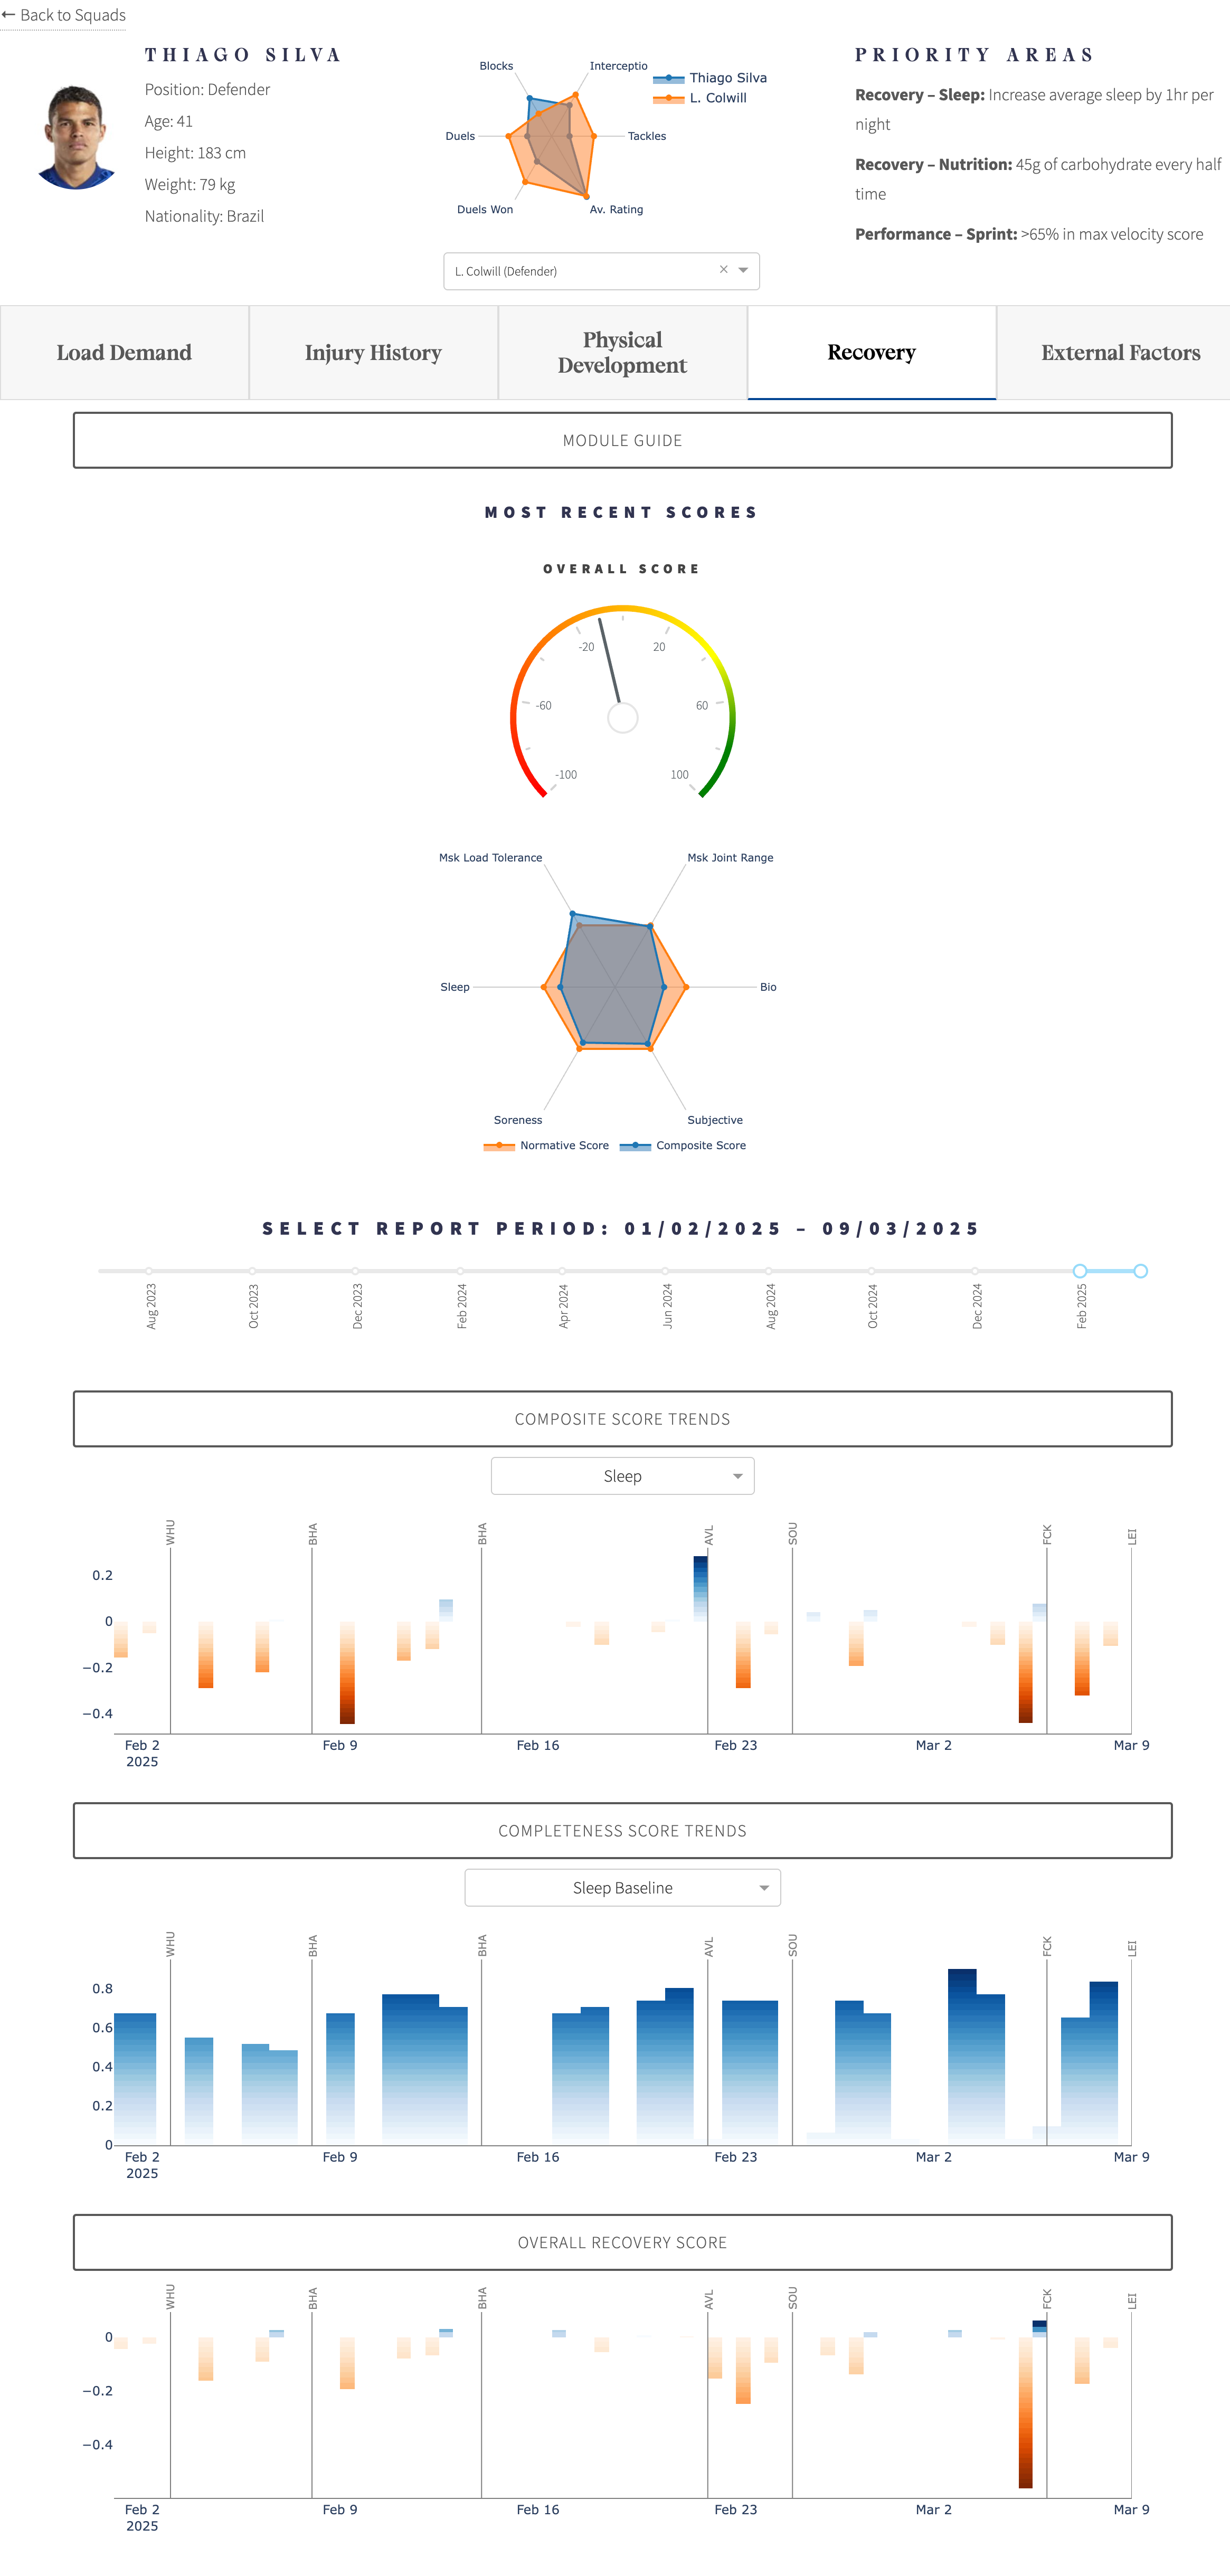 ← Back to Squads
THIAGO SILVA
Position: Defender
Age: 41
Height: 183 cm
Weight: 79 kg
Nationality: Brazil
Blocks
Interceptio
Duels
Tackles
Duels Won
Av. Rating
Thiago Silva
L. Colwill
L. Colwill (Defender)
×
PRIORITY AREAS
Recovery – Sleep: Increase average sleep by 1hr per
night
Recovery – Nutrition: 45g of carbohydrate every half
time
Performance – Sprint: >65% in max velocity score
Load Demand
Injury History
Physical
Development
Recovery
External Factors
MODULE GUIDE
MOST RECENT SCORES
OVERALL SCORE
-20 20
-60 60
-100 100
Msk Load Tolerance
Msk Joint Range
Sleep
Bio
Soreness
Subjective
Normative Score
Composite Score
SELECT REPORT PERIOD: 01/02/2025 – 09/03/2025
Aug 2023
Oct 2023
Dec 2023
Feb 2024
Apr 2024
Jun 2024
Aug 2024
Oct 2024
Dec 2024
Feb 2025
COMPOSITE SCORE TRENDS
Sleep
WHU
BHA
BHA
AVL
SOU
FCK
LEI
0.2
0
−0.2
−0.4
Feb 2
2025
Feb 9
Feb 16
Feb 23
Mar 2
Mar 9
COMPLETENESS SCORE TRENDS
Sleep Baseline
WHU
BHA
BHA
AVL
SOU
FCK
LEI
0.8
0.6
0.4
0.2
0
Feb 2
2025
Feb 9
Feb 16
Feb 23
Mar 2
Mar 9
OVERALL RECOVERY SCORE
WHU
BHA
BHA
AVL
SOU
FCK
LEI
0
−0.2
−0.4
Feb 2
2025
Feb 9
Feb 16
Feb 23
Mar 2
Mar 9